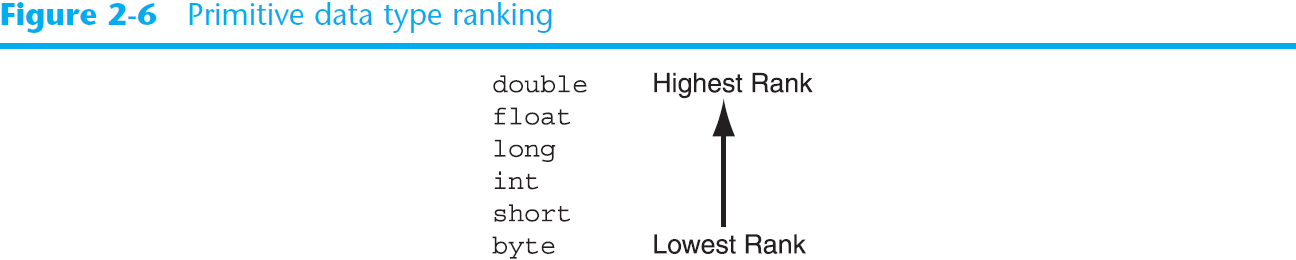 Figure 2-6 Primitive data type ranking
double Highest Rank
float
long
int
short
byte Lowest Rank